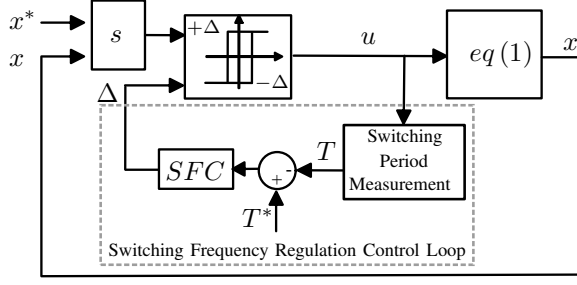 x*
x
s
+Δ
−Δ
u
eq (1)
x
Δ
Switching
Period
Measurement
T
-
+
SFC
T*
Switching Frequency Regulation Control Loop